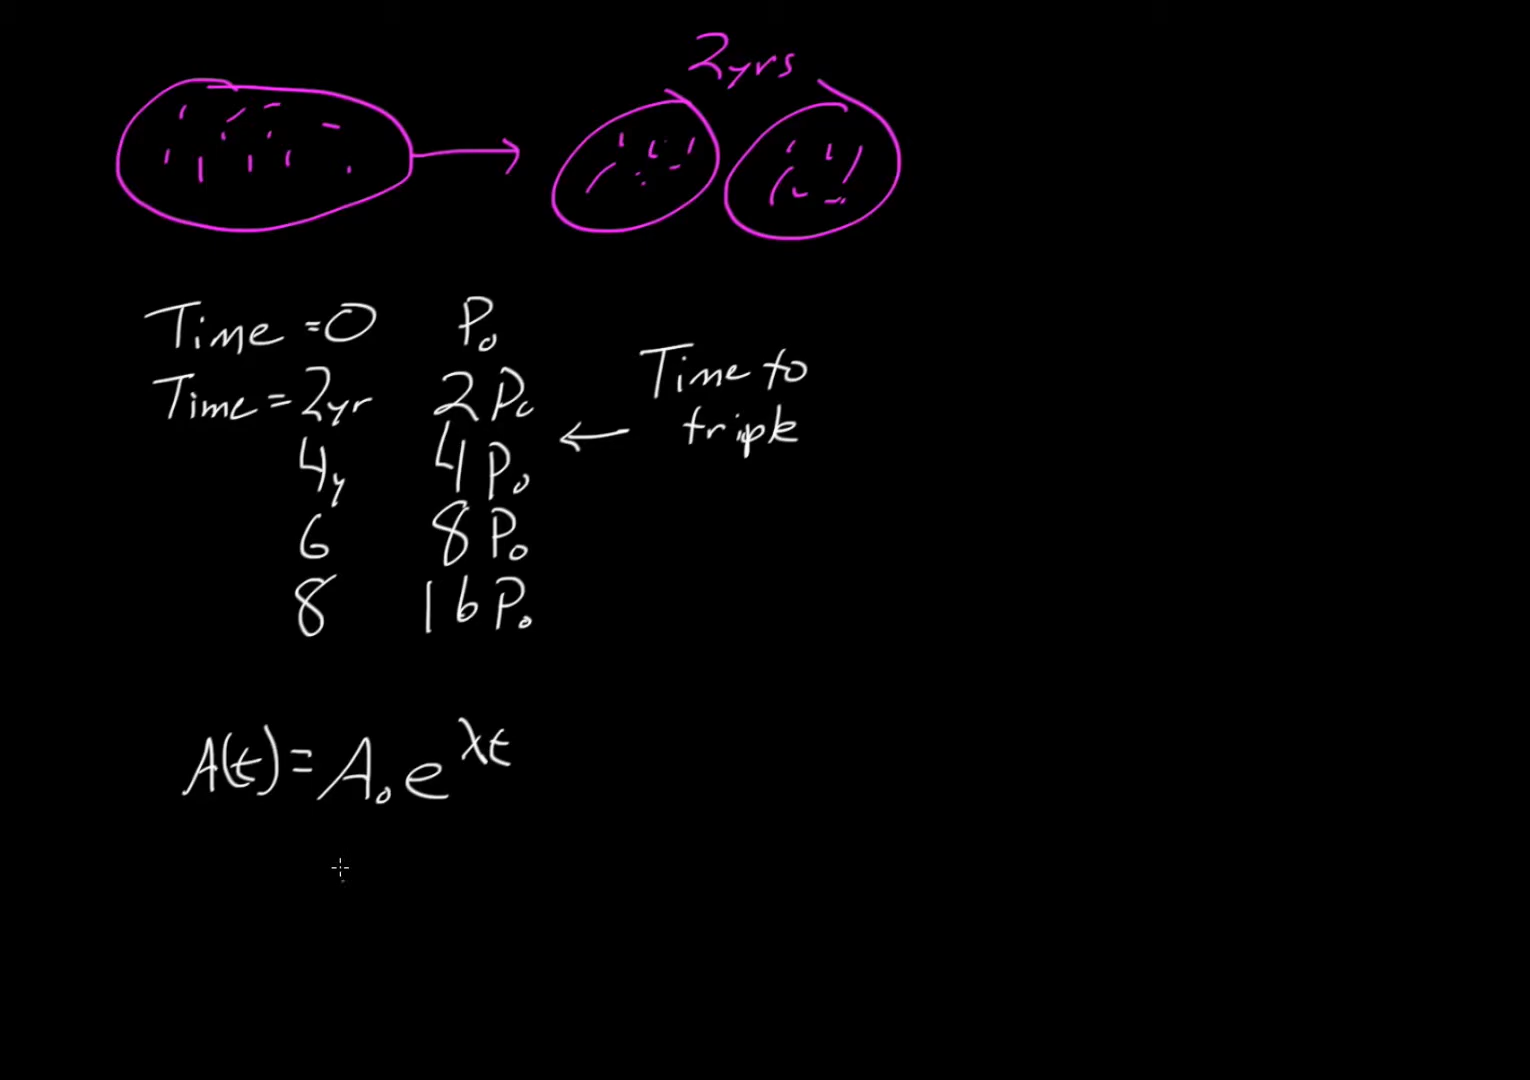 2yrs
Time = 0 P₀
Time = 2yr 2P₀
4y 4P₀
6 8P₀
8 16P₀
Time to
triple
A(t) = A₀e^λt